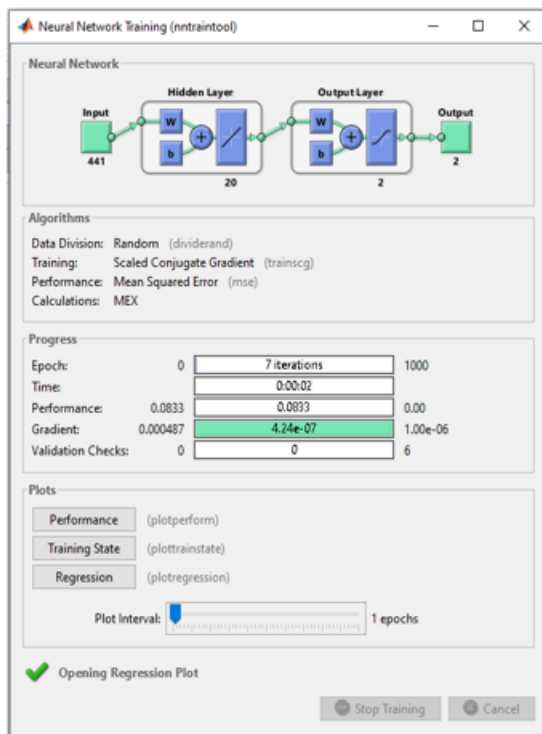 Neural Network Training (nntraintool)
Neural Network
Hidden Layer
Output Layer
Input
Output
W
b
+
W
b
+
441
20
2
2
Algorithms
Data Division: Random (dividerand)
Training: Scaled Conjugate Gradient (trainscg)
Performance: Mean Squared Error (mse)
Calculations: MEX
Progress
Epoch: 0 7 iterations 1000
Time: 0:00:02
Performance: 0.0833 0.0833 0.00
Gradient: 0.000487 4.24e-07 1.00e-06
Validation Checks: 0 0 6
Plots
Performance (plotperform)
Training State (plottrainstate)
Regression (plotregression)
Plot Interval: 1 epochs
Opening Regression Plot
Stop Training Cancel